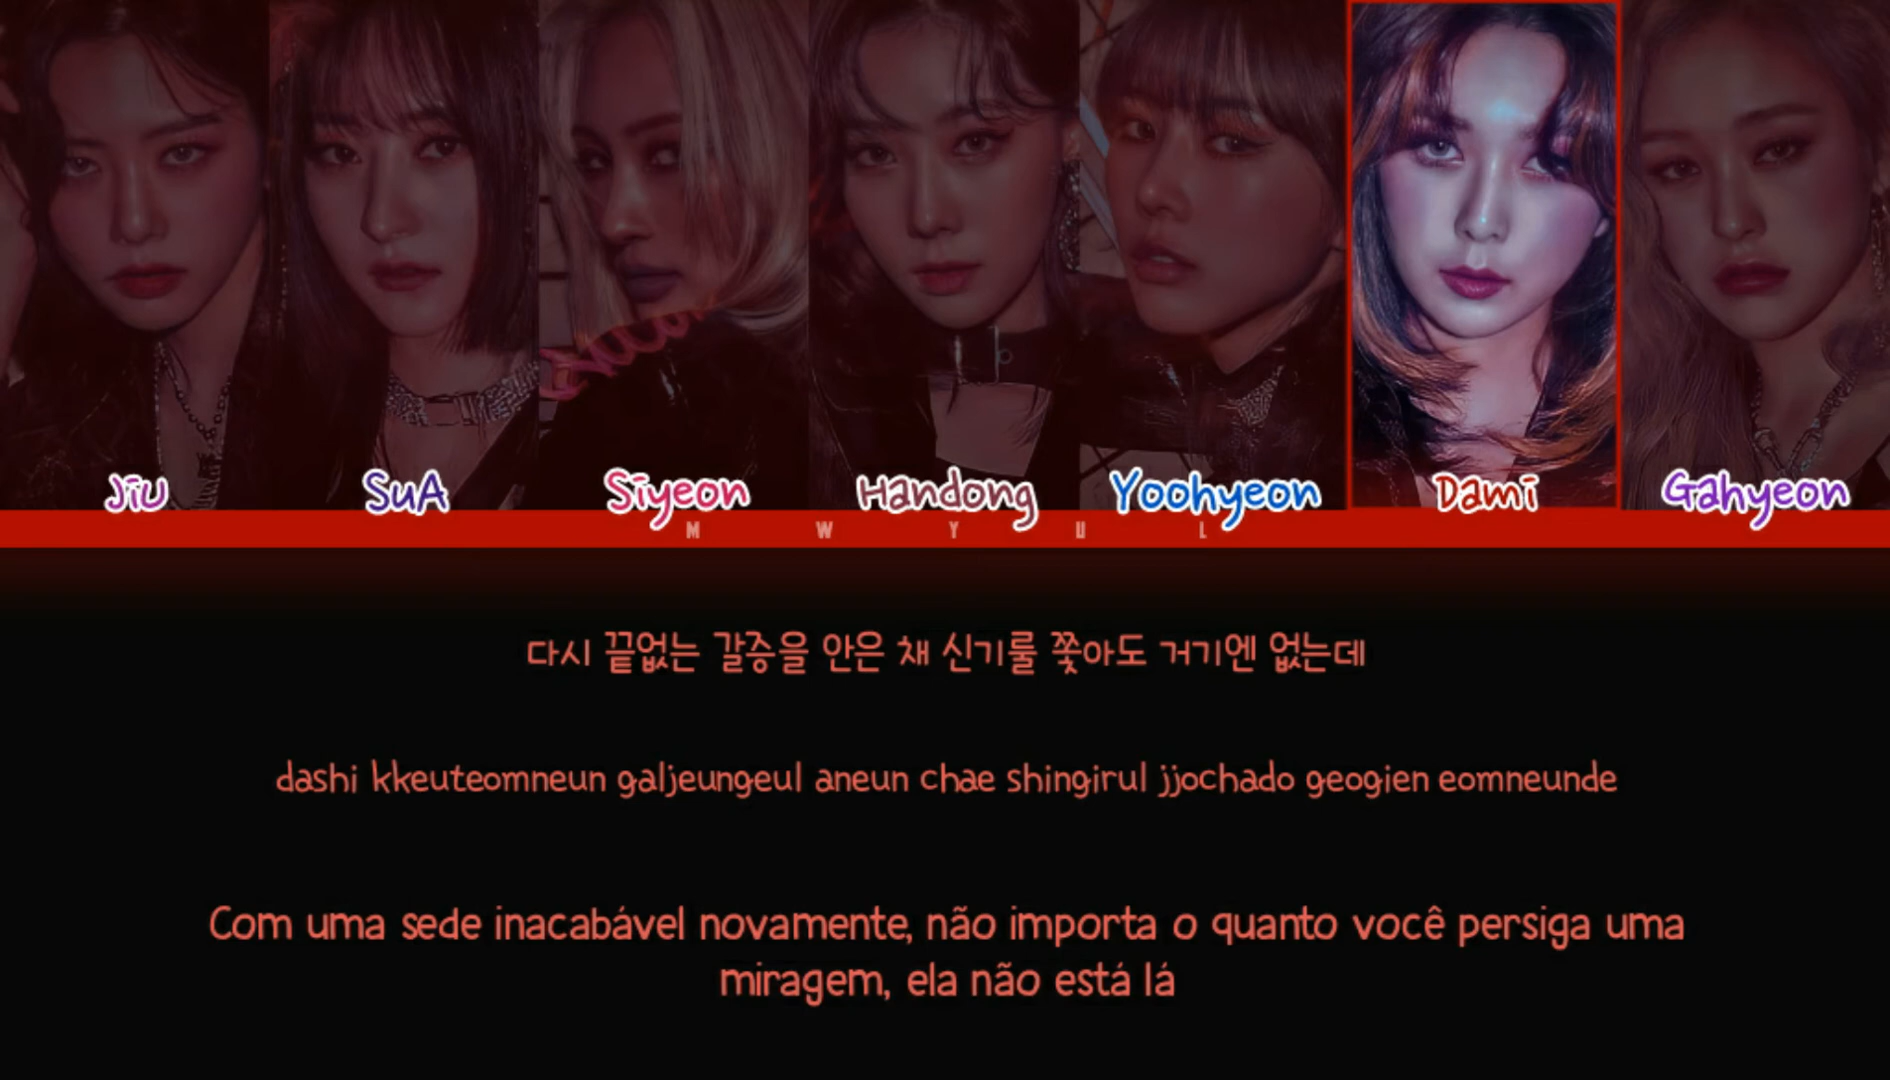 JiU SuA Siyeon Handong Yoohyeon Dami Gahyeon
M W Y U L
다시 끝없는 갈증을 안은 채 신기룰 쫓아도 거기엔 없는데
dashi kkeuteomneun galjeungeul aneun chae shingirul jjochado geogien eomneunde
Com uma sede inacabável novamente, não importa o quanto você persiga uma
miragem, ela não está lá